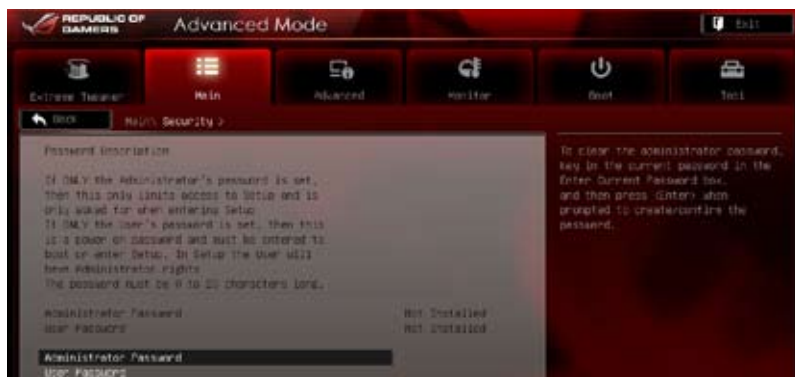 REPUBLIC OF
GAMERS
Advanced Mode
Exit
Extreme Tweaker
Main
Advanced
Monitor
Boot
Tool
Back
Main\ Security >
Password Description
If ONLY the Administrator's password is set,
then this only limits access to Setup and is
only asked for when entering Setup
If ONLY the User's password is set, then this
is a power on password and must be entered to
boot or enter Setup. In Setup the User will
have Administrator rights
The password must be to 20 characters long.
Administrator Password
Not Installed
User Password
Not Installed
Administrator Password
User Password
To clear the administrator password,
key in the current password in the
Enter Current Password box,
and then press <Enter> when
prompted to create/confirm the
password.